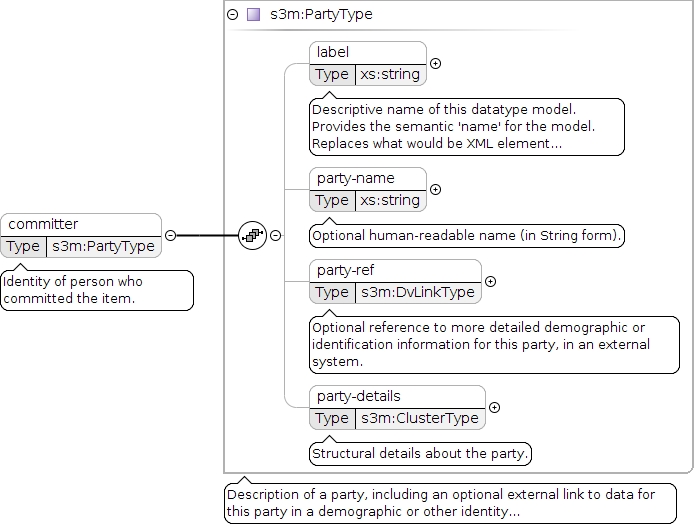 s3m:PartyType
label
Type xs:string
Descriptive name of this datatype model.
Provides the semantic 'name' for the model.
Replaces what would be XML element...
party-name
Type xs:string
Optional human-readable name (in String form).
committer
Type s3m:PartyType
Identity of person who
committed the item.
party-ref
Type s3m:DvLinkType
Optional reference to more detailed demographic or
identification information for this party, in an external
system.
party-details
Type s3m:ClusterType
Structural details about the party.
Description of a party, including an optional external link to data for
this party in a demographic or other identity...